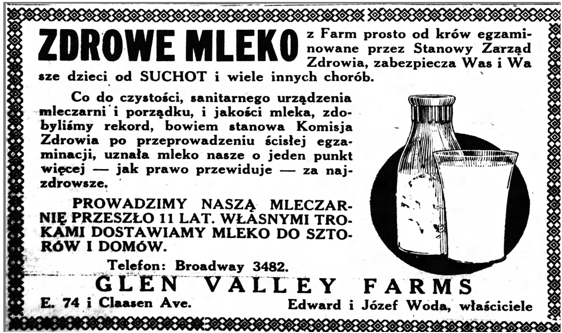 ZDROWE MLEKO z Farm prosto od krów egzami-
nowane przez Stanowy Zarząd
Zdrowia, zabezpiecza Was i Wa
sze dzieci od SUCHOT i wiele innych chorób.
Co do czystości, sanitarnego urządzenia
mleczarni i porządku, i jakości mleka, zdo-
byliśmy rekord, bowiem stanowa Komisja
Zdrowia po przeprowadzeniu ścisłej egza-
minacji, uznała mleko nasze o jeden punkt
więcej — jak prawo przewiduje — za naj-
zdrowsze.
PROWADZIMY NASZĄ MLECZAR-
NIĘ PRZESZŁO 11 LAT. WŁASNYMI TRO-
KAMI DOSTAWIAMY MLEKO DO SZTO-
RÓW I DOMÓW.
Telefon: Broadway 3482.
GLEN VALLEY FARMS
E. 74 i Claasen Ave. Edward i Józef Woda, właściciele